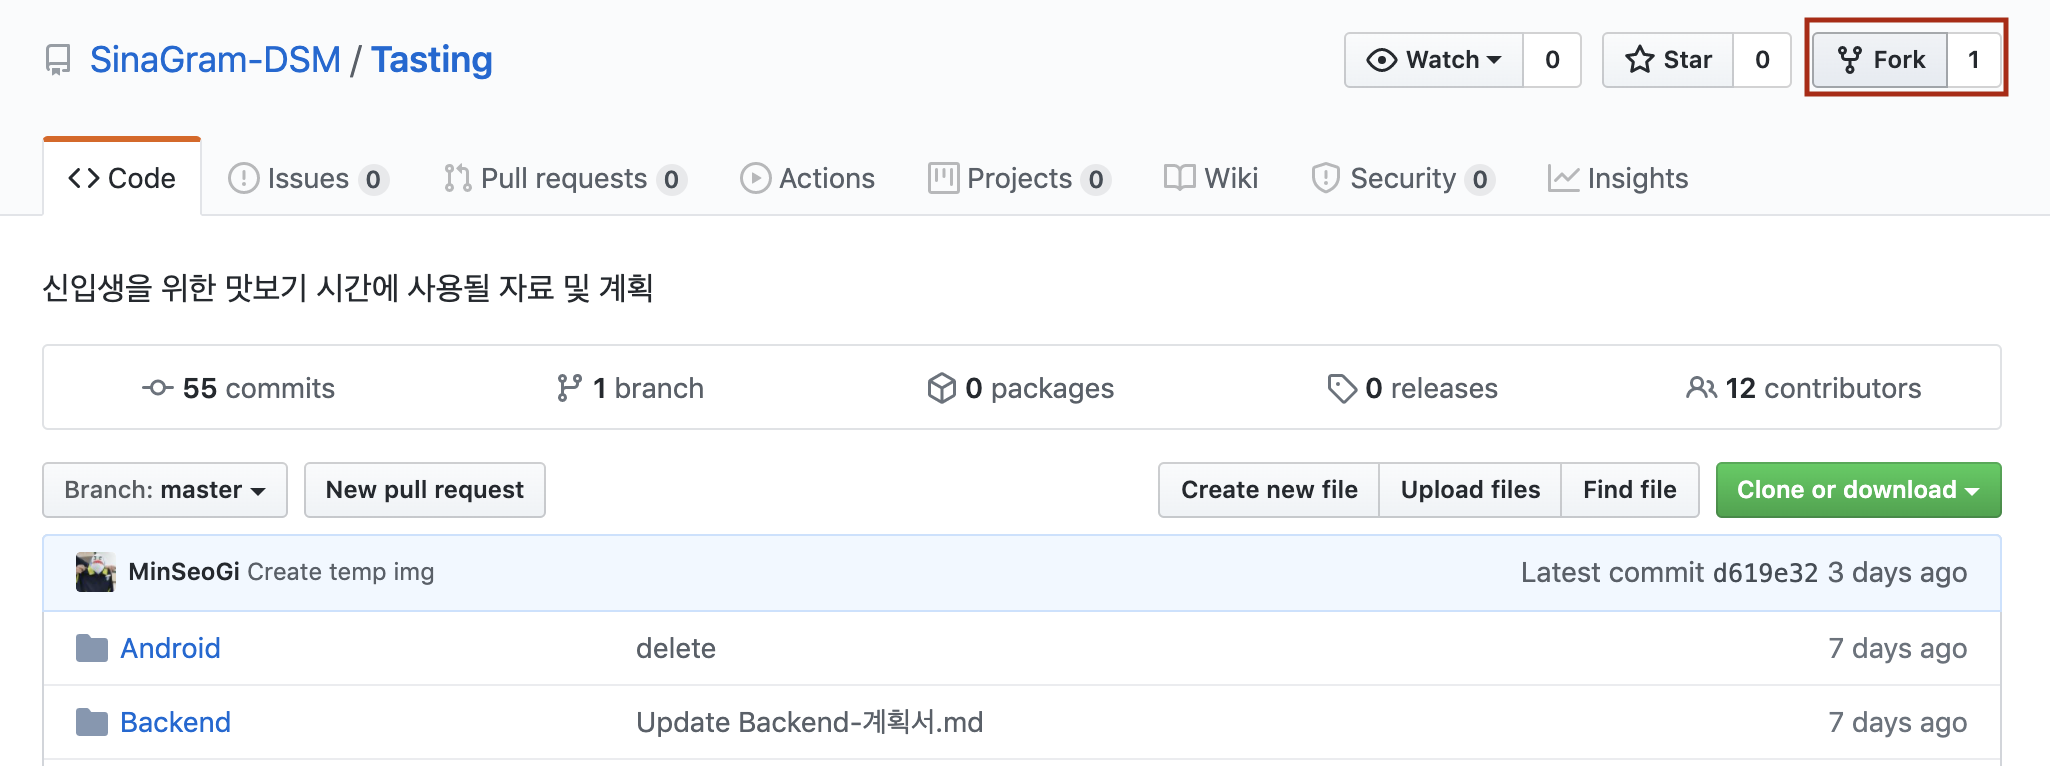 SinaGram-DSM / Tasting
Watch 0 Star 0 Fork 1
Code Issues 0 Pull requests 0 Actions Projects 0 Wiki Security 0 Insights
신입생을 위한 맛보기 시간에 사용될 자료 및 계획
55 commits 1 branch 0 packages 0 releases 12 contributors
Branch: master New pull request Create new file Upload files Find file Clone or download
MinSeoGi Create temp img Latest commit d619e32 3 days ago
Android delete 7 days ago
Backend Update Backend-계획서.md 7 days ago